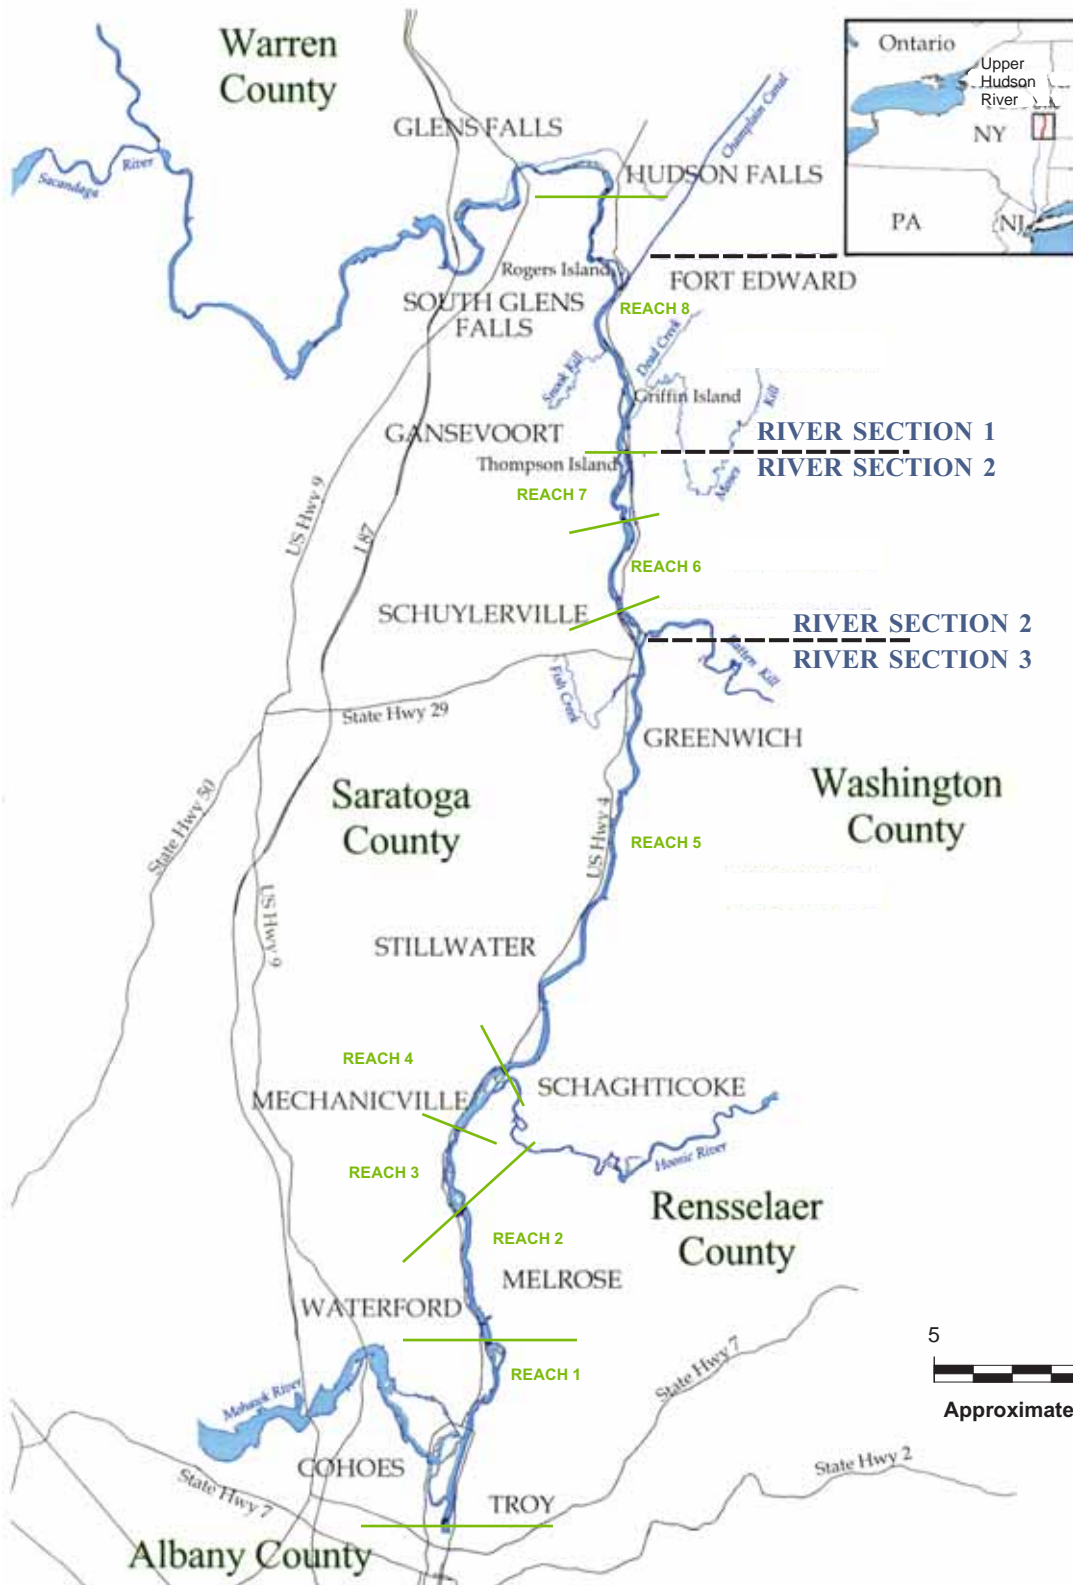 Warren
County
GLENS FALLS
Champlain Canal
HUDSON FALLS
Ontario
Upper
Hudson
River
NY
PA
NJ
Sacandaga
River
Rogers Island
FORT EDWARD
SOUTH GLENS
FALLS
REACH 8
Dead Creek
Snook Kill
Griffin Island
Moses
Kill
GANSEVOORT
RIVER SECTION 1
Thompson Island
RIVER SECTION 2
REACH 7
US Hwy 9
I 87
REACH 6
SCHUYLERVILLE
RIVER SECTION 2
Batten Kill
RIVER SECTION 3
Fish Creek
State Hwy 29
GREENWICH
Saratoga
County
Washington
County
State Hwy 50
US Hwy 4
REACH 5
US Hwy 9
STILLWATER
REACH 4
SCHAGHTICOKE
MECHANICVILLE
Hoosic River
REACH 3
Rensselaer
County
REACH 2
MELROSE
WATERFORD
5
State Hwy 7
REACH 1
Approximate
Mohawk River
COHOES
State Hwy 2
State Hwy 7
TROY
Albany County